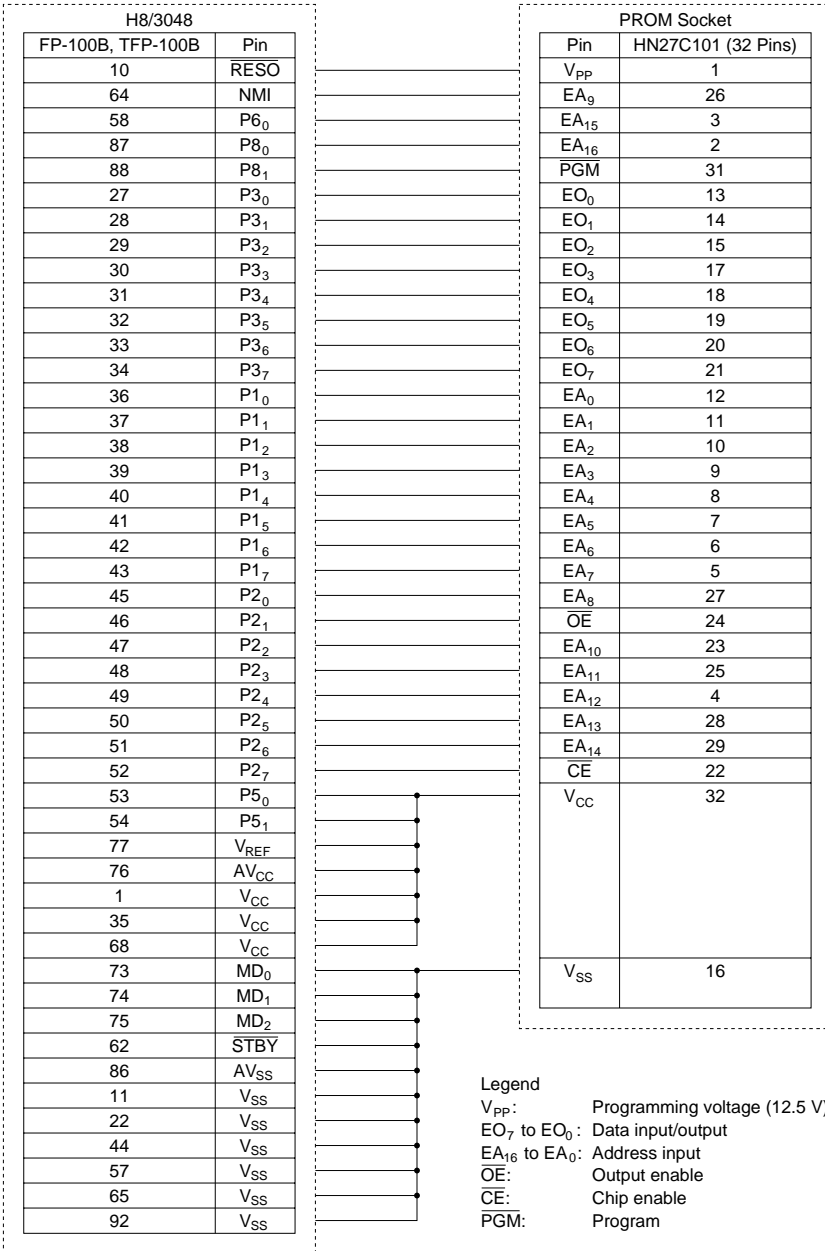 H8/3048 PROM Socket
FP-100B, TFP-100B Pin Pin HN27C101 (32 Pins)
10 R̅E̅S̅O̅ V_PP 1
64 NMI EA₉ 26
58 P6₀ EA₁₅ 3
87 P8₀ EA₁₆ 2
88 P8₁ P̅G̅M̅ 31
27 P3₀ EO₀ 13
28 P3₁ EO₁ 14
29 P3₂ EO₂ 15
30 P3₃ EO₃ 17
31 P3₄ EO₄ 18
32 P3₅ EO₅ 19
33 P3₆ EO₆ 20
34 P3₇ EO₇ 21
36 P1₀ EA₀ 12
37 P1₁ EA₁ 11
38 P1₂ EA₂ 10
39 P1₃ EA₃ 9
40 P1₄ EA₄ 8
41 P1₅ EA₅ 7
42 P1₆ EA₆ 6
43 P1₇ EA₇ 5
45 P2₀ EA₈ 27
46 P2₁ O̅E̅ 24
47 P2₂ EA₁₀ 23
48 P2₃ EA₁₁ 25
49 P2₄ EA₁₂ 4
50 P2₅ EA₁₃ 28
51 P2₆ EA₁₄ 29
52 P2₇ C̅E̅ 22
53 P5₀ V_CC 32
54 P5₁
77 V_REF
76 AV_CC
1 V_CC
35 V_CC
68 V_CC
73 MD₀ V_SS 16
74 MD₁
75 MD₂
62 S̅T̅B̅Y̅
86 AV_SS
11 V_SS
22 V_SS
44 V_SS
57 V_SS
65 V_SS
92 V_SS
Legend
V_PP: Programming voltage (12.5 V)
EO₇ to EO₀: Data input/output
EA₁₆ to EA₀: Address input
O̅E̅: Output enable
C̅E̅: Chip enable
P̅G̅M̅: Program